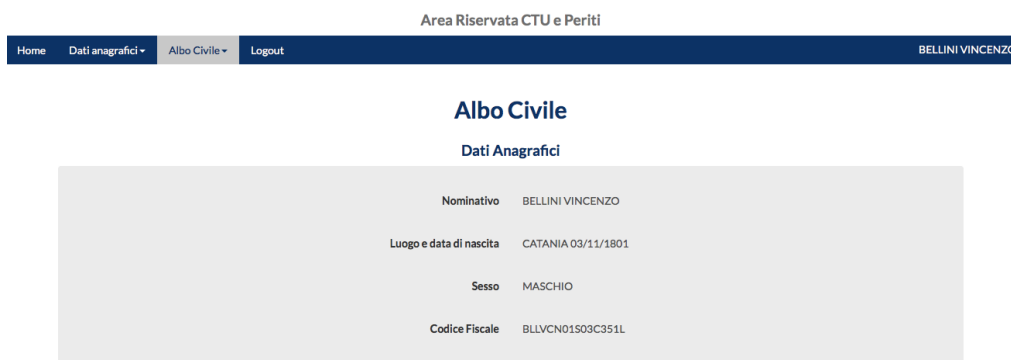 Area Riservata CTU e Periti
Home Dati anagrafici Albo Civile Logout BELLINI VINCENZO
Albo Civile
Dati Anagrafici
Nominativo BELLINI VINCENZO
Luogo e data di nascita CATANIA 03/11/1801
Sesso MASCHIO
Codice Fiscale BLLVCN01S03C351L